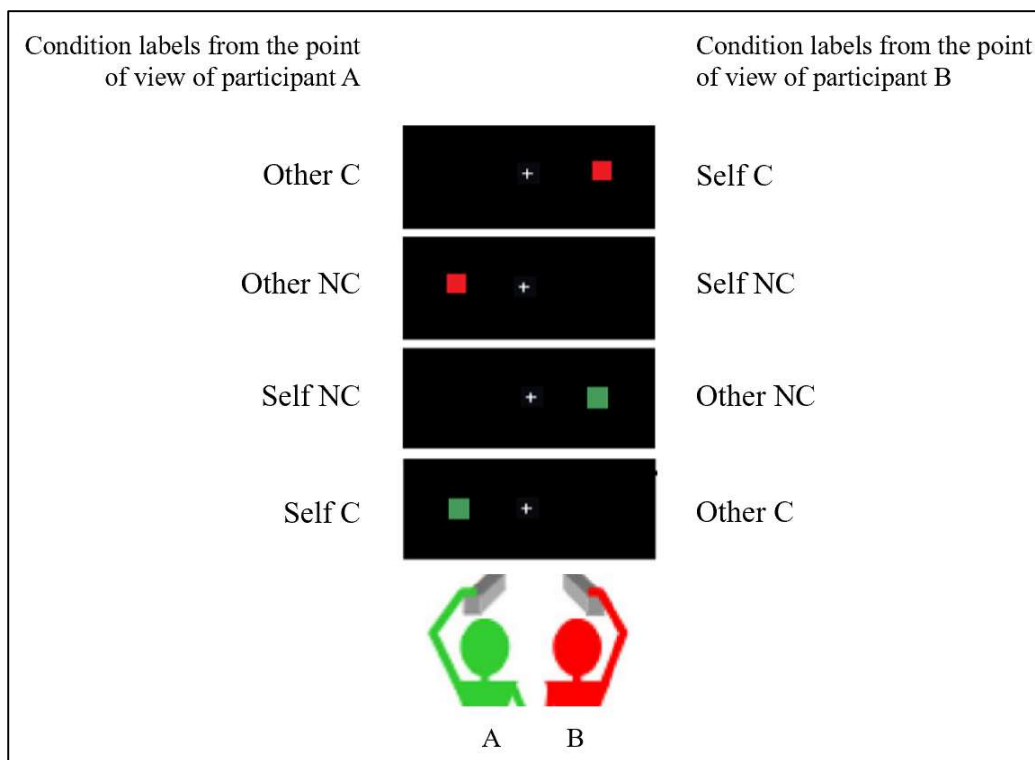 Condition labels from the point
of view of participant A
Condition labels from the point
of view of participant B
Other C
Self C
Other NC
Self NC
Self NC
Other NC
Self C
Other C
A
B